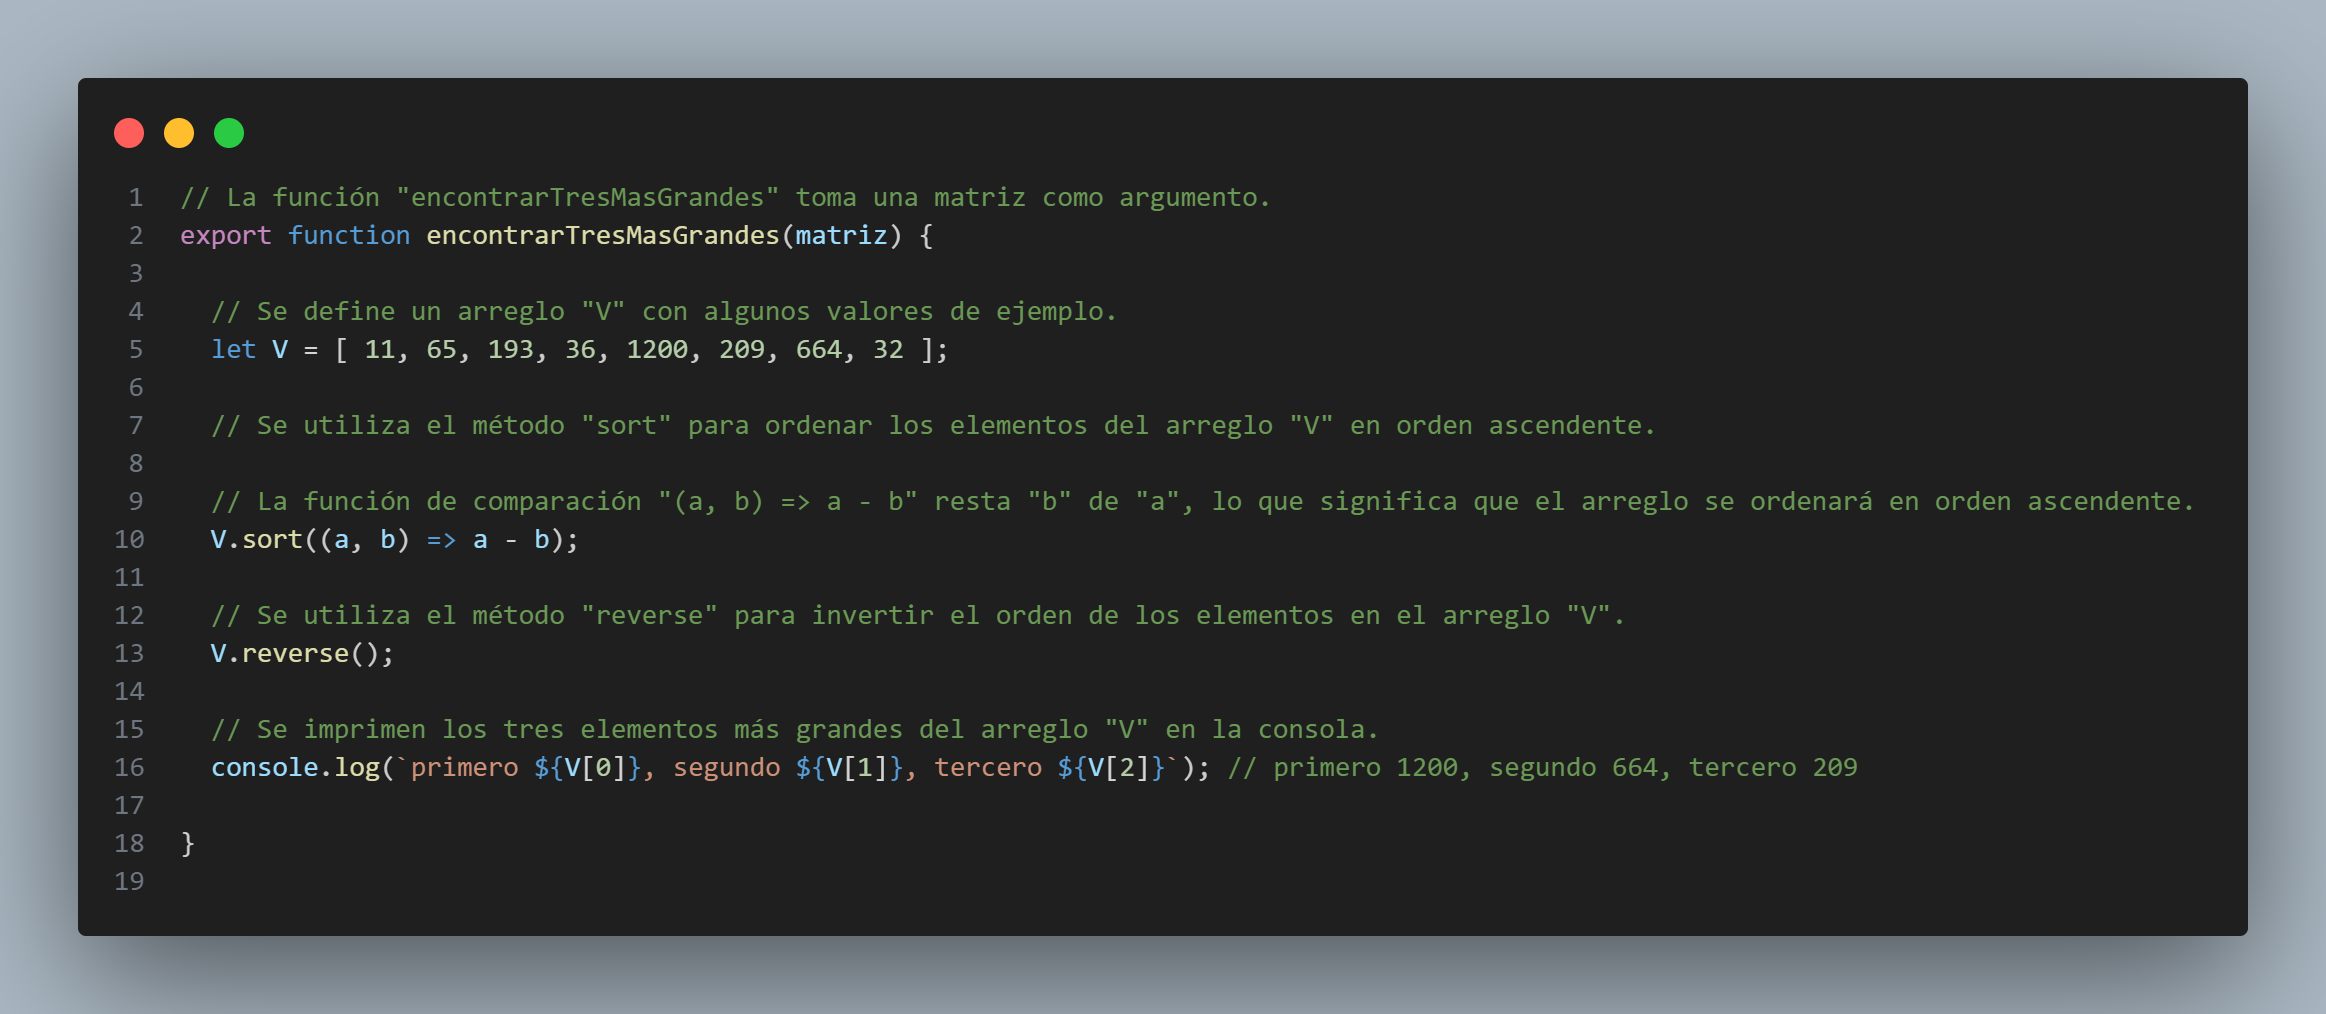 1 // La función "encontrarTresMasGrandes" toma una matriz como argumento.
2 export function encontrarTresMasGrandes(matriz) {
3
4   // Se define un arreglo "V" con algunos valores de ejemplo.
5   let V = [ 11, 65, 193, 36, 1200, 209, 664, 32 ];
6
7   // Se utiliza el método "sort" para ordenar los elementos del arreglo "V" en orden ascendente.
8
9   // La función de comparación "(a, b) => a - b" resta "b" de "a", lo que significa que el arreglo se ordenará en orden ascendente.
10   V.sort((a, b) => a - b);
11
12   // Se utiliza el método "reverse" para invertir el orden de los elementos en el arreglo "V".
13   V.reverse();
14
15   // Se imprimen los tres elementos más grandes del arreglo "V" en la consola.
16   console.log(`primero ${V[0]}, segundo ${V[1]}, tercero ${V[2]}`); // primero 1200, segundo 664, tercero 209
17
18 }
19